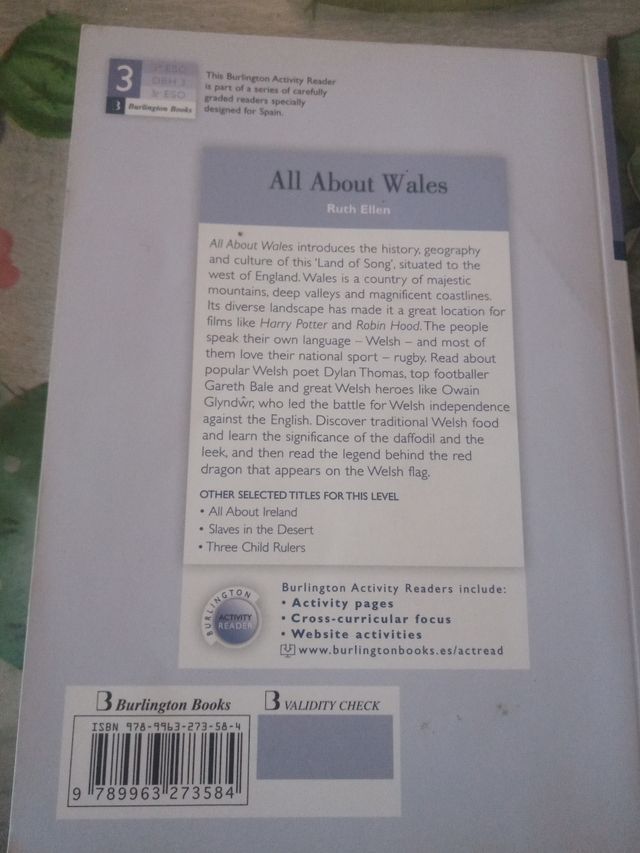 3
3º ESO
DBH 3
3r ESO
B Burlington Books
This Burlington Activity Reader
is part of a series of carefully
graded readers specially
designed for Spain.
All About Wales
Ruth Ellen
All About Wales introduces the history, geography
and culture of this 'Land of Song', situated to the
west of England. Wales is a country of majestic
mountains, deep valleys and magnificent coastlines.
Its diverse landscape has made it a great location for
films like Harry Potter and Robin Hood. The people
speak their own language – Welsh – and most of
them love their national sport – rugby. Read about
popular Welsh poet Dylan Thomas, top footballer
Gareth Bale and great Welsh heroes like Owain
Glyndŵr, who led the battle for Welsh independence
against the English. Discover traditional Welsh food
and learn the significance of the daffodil and the
leek, and then read the legend behind the red
dragon that appears on the Welsh flag.
OTHER SELECTED TITLES FOR THIS LEVEL
• All About Ireland
• Slaves in the Desert
• Three Child Rulers
BURLINGTON
ACTIVITY
READER
Burlington Activity Readers include:
• Activity pages
• Cross-curricular focus
• Website activities
www.burlingtonbooks.es/actread
B Burlington Books
B VALIDITY CHECK
ISBN 978-9963-273-58-4
9 789963 273584